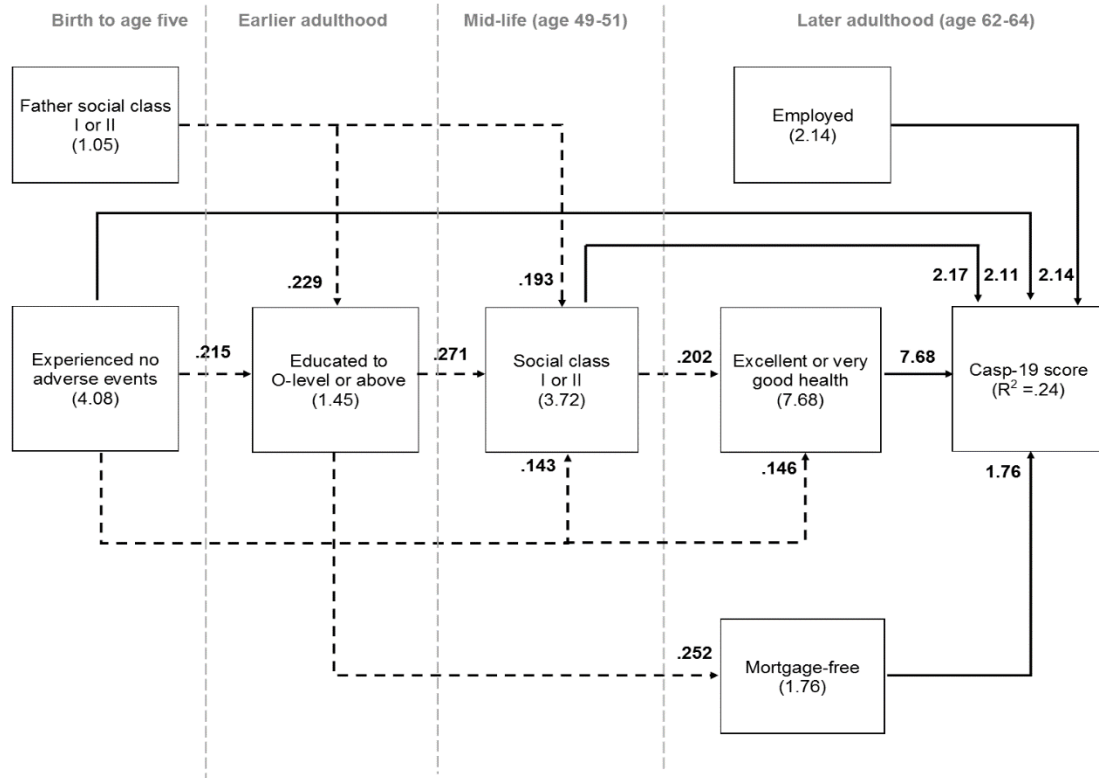 Birth to age five
Earlier adulthood
Mid-life (age 49-51)
Later adulthood (age 62-64)
Father social class
I or II
(1.05)
Employed
(2.14)
.229
.193
2.17
2.11
2.14
Experienced no
adverse events
(4.08)
.215
Educated to
O-level or above
(1.45)
.271
Social class
I or II
(3.72)
.202
Excellent or very
good health
(7.68)
7.68
Casp-19 score
(R² =.24)
.143
.146
1.76
.252
Mortgage-free
(1.76)